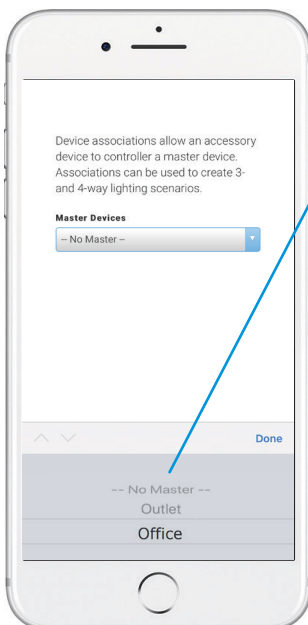 Device associations allow an accessory
device to controller a master device.
Associations can be used to create 3-
and 4-way lighting scenarios.
Master Devices
-- No Master --
Done
-- No Master --
Outlet
Office